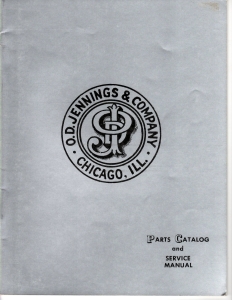 O.D. JENNINGS & COMPANY
• CHICAGO, ILL. •
PARTS CATALOG
and
SERVICE
MANUAL